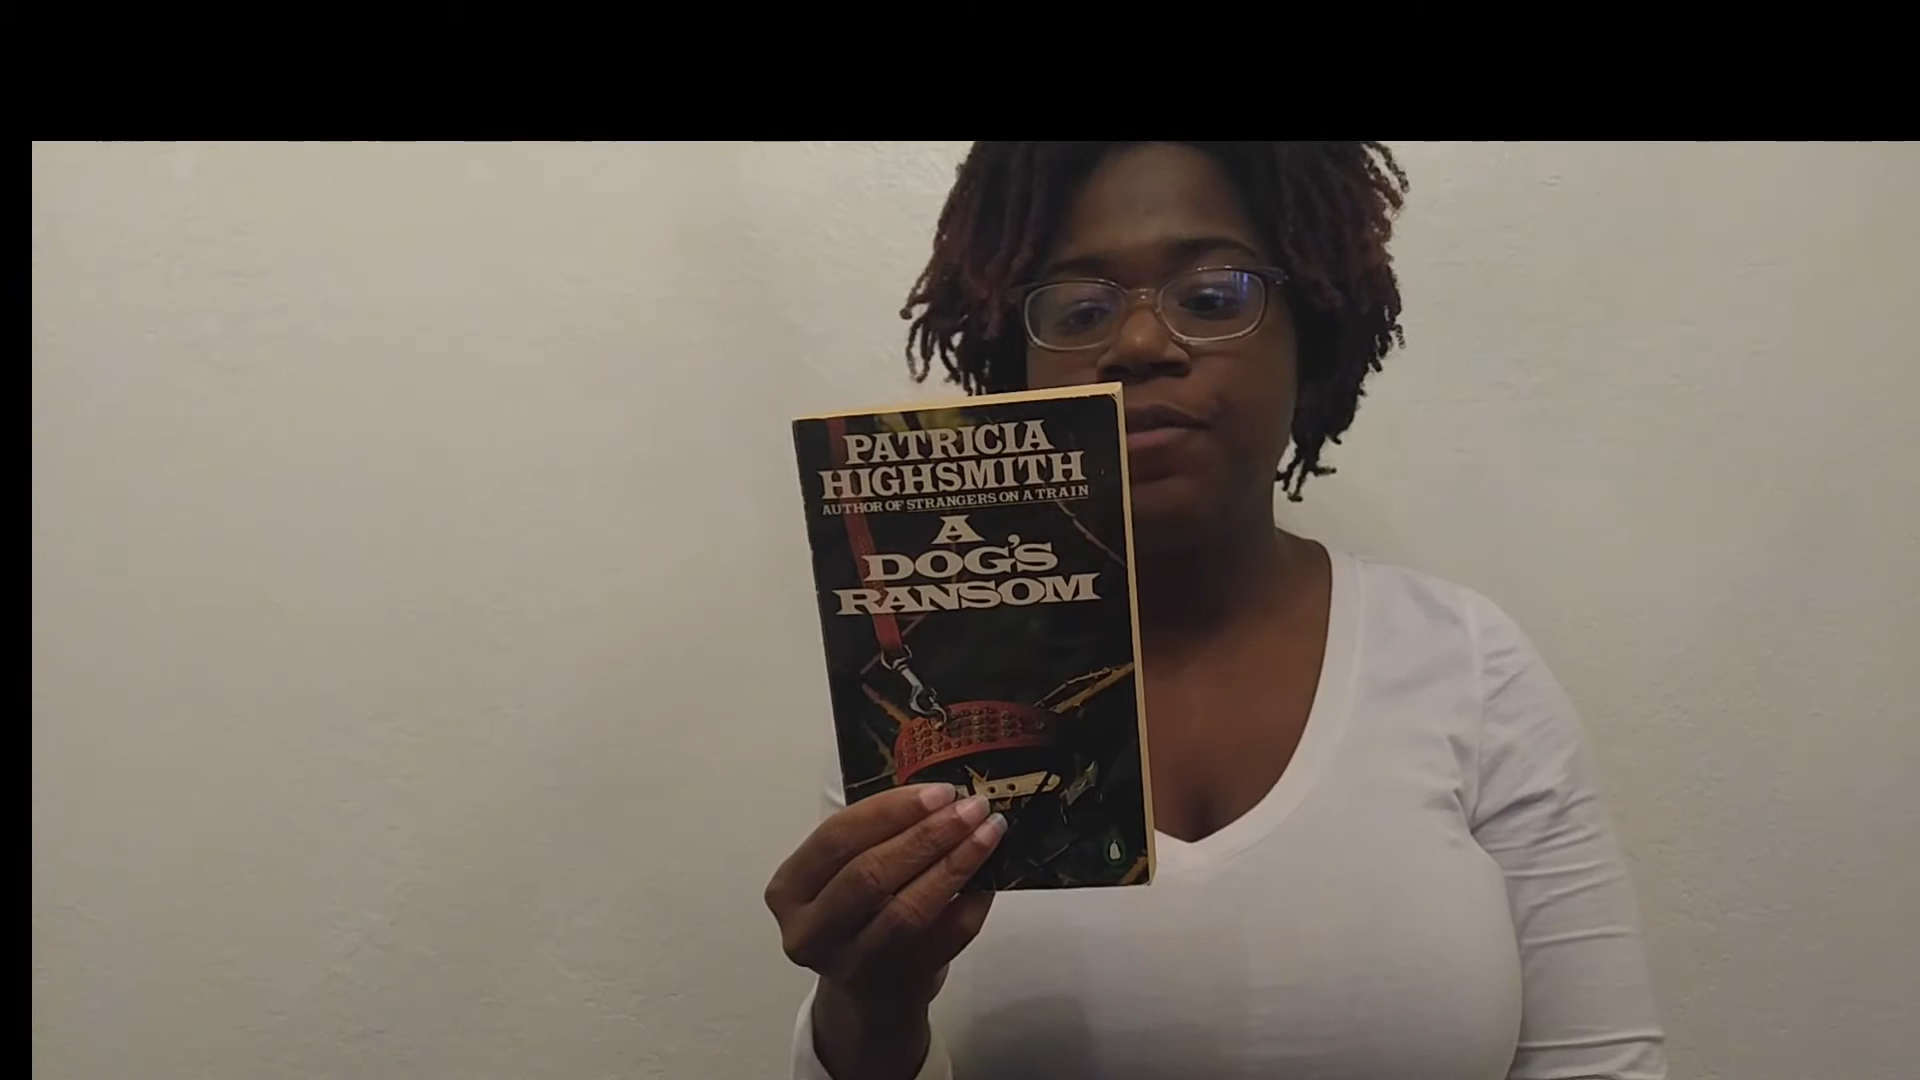 PATRICIA
HIGHSMITH
AUTHOR OF STRANGERS ON A TRAIN
A
DOG'S
RANSOM